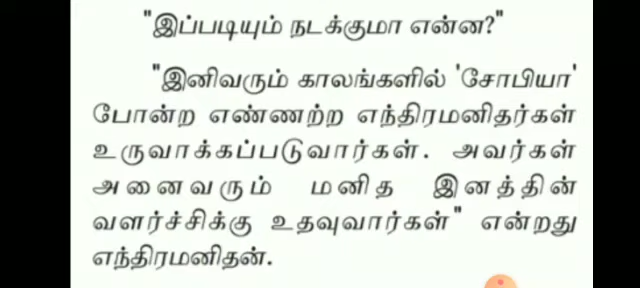 "இப்படியும் நடக்குமா என்ன?"
"இனிவரும் காலங்களில் 'சோபியா'
போன்ற எண்ணற்ற எந்திரமனிதர்கள்
உருவாக்கப்படுவார்கள். அவர்கள்
அனைவரும் மனித இனத்தின்
வளர்ச்சிக்கு உதவுவார்கள்" என்றது
எந்திரமனிதன்.